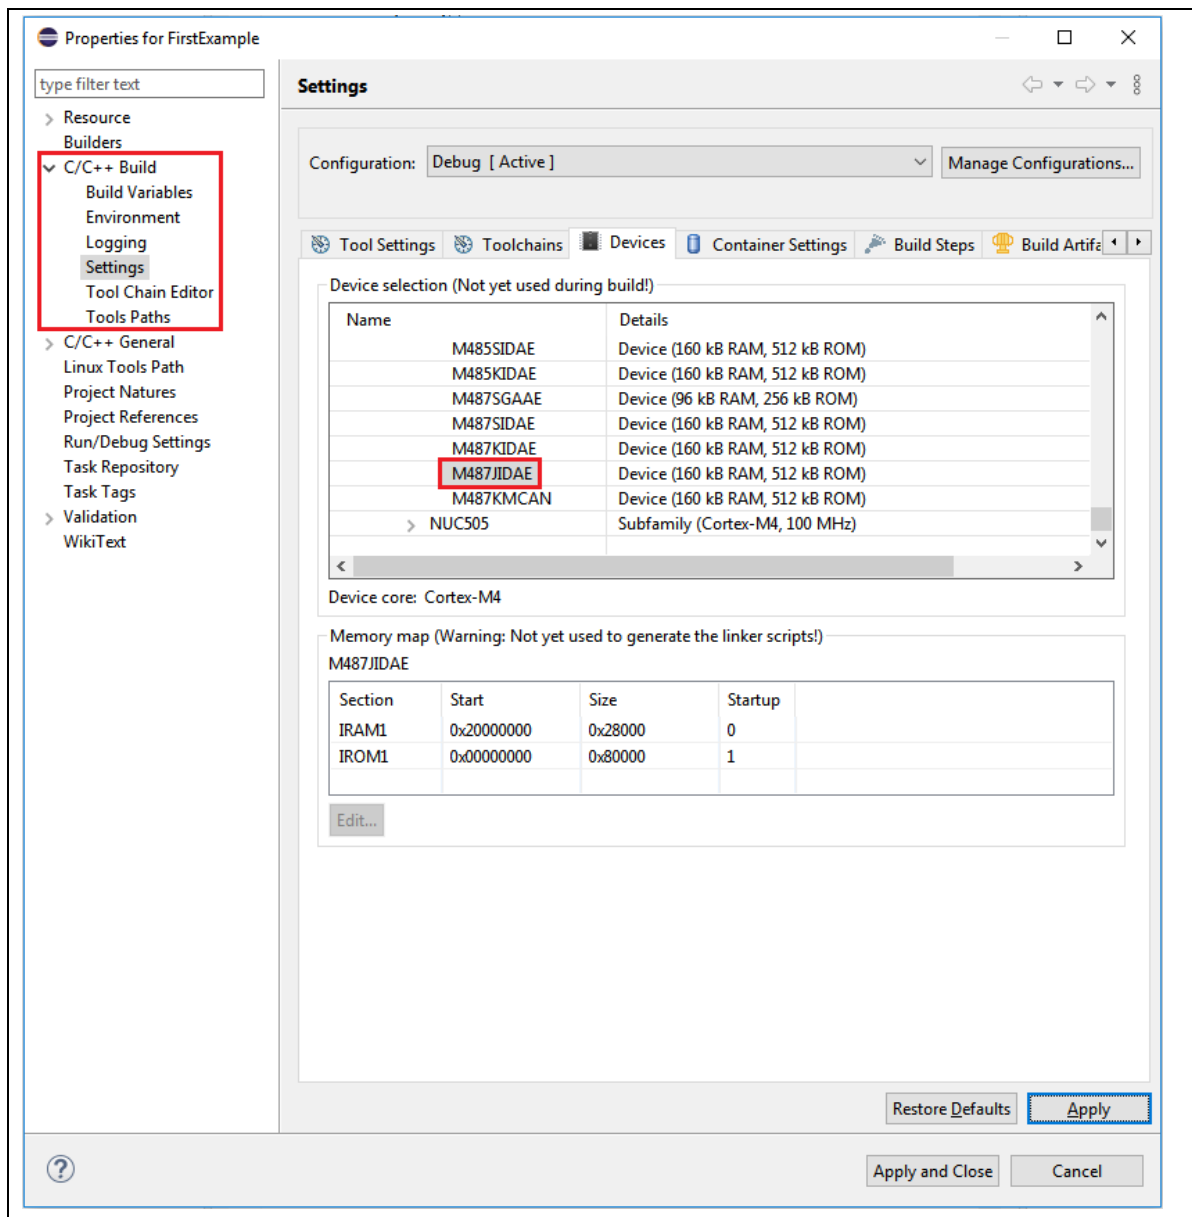 Properties for FirstExample
type filter text
Resource
Builders
C/C++ Build
Build Variables
Environment
Logging
Settings
Tool Chain Editor
Tools Paths
C/C++ General
Linux Tools Path
Project Natures
Project References
Run/Debug Settings
Task Repository
Task Tags
Validation
WikiText
Settings
Configuration: Debug [ Active ] Manage Configurations...
Tool Settings Toolchains Devices Container Settings Build Steps Build Artifa
Device selection (Not yet used during build!)
Name Details
M485SIDAE Device (160 kB RAM, 512 kB ROM)
M485KIDAE Device (160 kB RAM, 512 kB ROM)
M487SGAAE Device (96 kB RAM, 256 kB ROM)
M487SIDAE Device (160 kB RAM, 512 kB ROM)
M487KIDAE Device (160 kB RAM, 512 kB ROM)
M487JIDAE Device (160 kB RAM, 512 kB ROM)
M487KMCAN Device (160 kB RAM, 512 kB ROM)
NUC505 Subfamily (Cortex-M4, 100 MHz)
Device core: Cortex-M4
Memory map (Warning: Not yet used to generate the linker scripts!)
M487JIDAE
Section Start Size Startup
IRAM1 0x20000000 0x28000 0
IROM1 0x00000000 0x80000 1
Edit...
Restore Defaults Apply
? Apply and Close Cancel